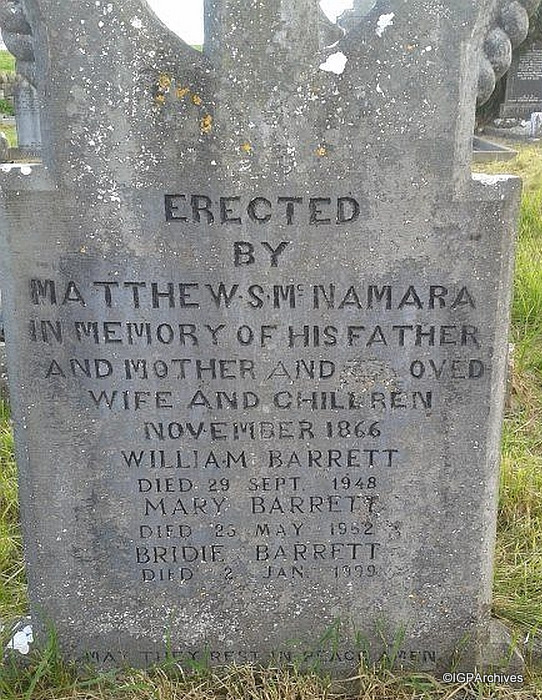 ERECTED
BY
MATTHEW·S·Mc NAMARA
IN MEMORY OF HIS FATHER
AND MOTHER AND OVED
WIFE AND CHILDREN
NOVEMBER 1866
WILLIAM BARRETT
DIED 29 SEPT 1948
MARY BARRETT
DIED MAY 1952
BRIDIE BARRETT
DIED 2 JAN 1999
MAY THEY REST IN PEACE AMEN
©IGPArchives